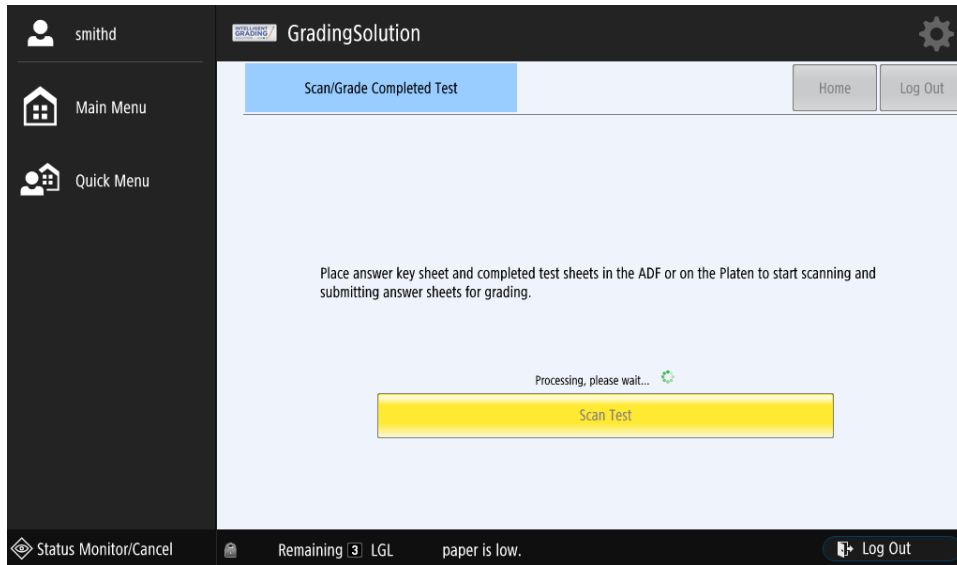 smithd
INTELLIGENT
GRADING
GradingSolution
Scan/Grade Completed Test
Home
Log Out
Main Menu
Quick Menu
Place answer key sheet and completed test sheets in the ADF or on the Platen to start scanning and
submitting answer sheets for grading.
Processing, please wait...
Scan Test
Status Monitor/Cancel
Remaining 3 LGL paper is low.
Log Out